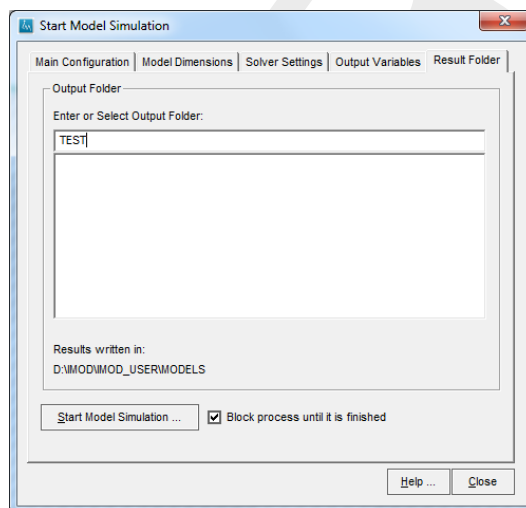 Start Model Simulation
Main Configuration Model Dimensions Solver Settings Output Variables Result Folder
Output Folder
Enter or Select Output Folder:
TEST
Results written in:
D:\IMOD\IMOD_USER\MODELS
Start Model Simulation ... Block process until it is finished
Help ... Close